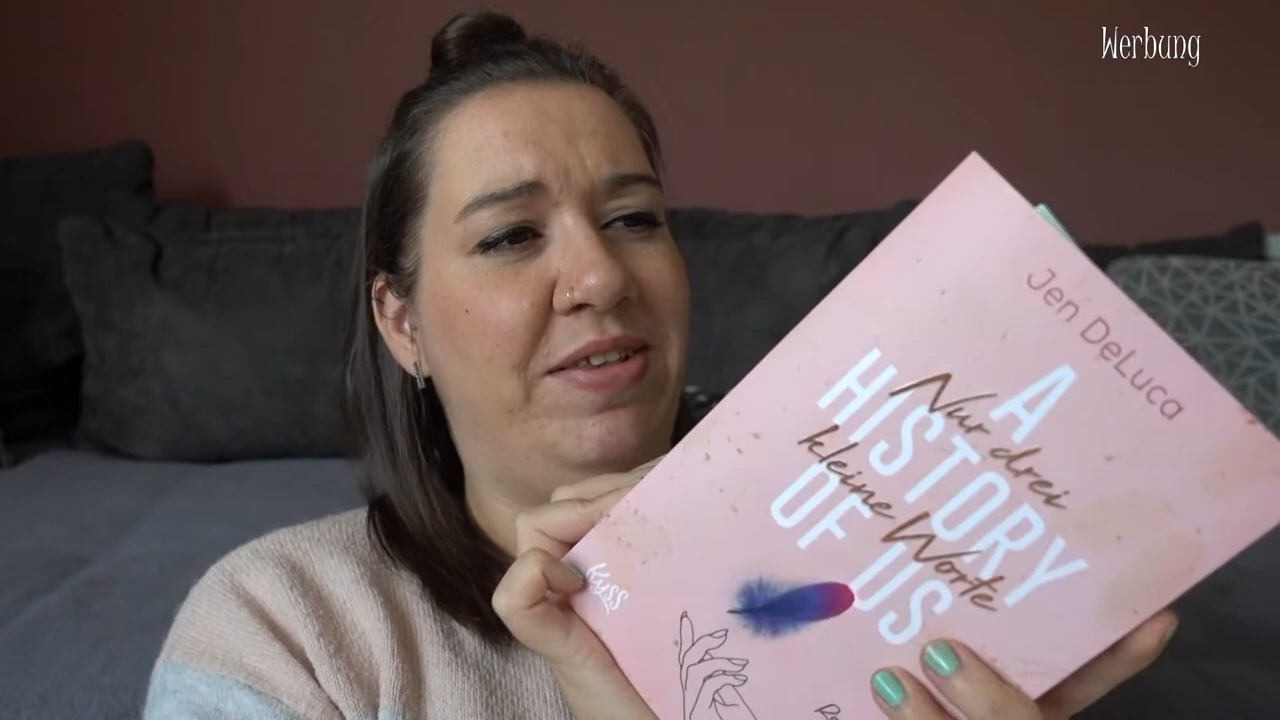 Werbung
Jen DeLuca
A
HISTORY
OF US
Nur drei
kleine Worte
Kyss